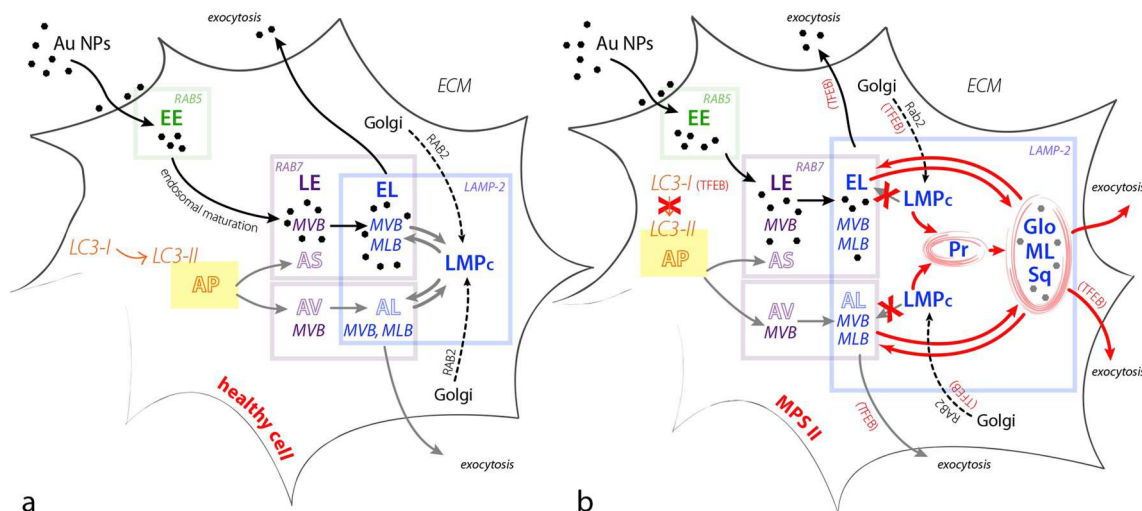 exocytosis
Au NPs
ECM
RAB5
EE
Golgi
RAB2
endosomal maturation
RAB7
LE
MVB
AS
EL
MVB
MLB
LAMP-2
LMPc
LC3-I
LC3-II
AP
AV
MVB
AL
MVB, MLB
RAB2
Golgi
healthy cell
exocytosis
a
exocytosis
Au NPs
(TFEB)
ECM
RAB5
EE
Golgi
(TFEB)
Rab2
LC3-I (TFEB)
LC3-II
AP
RAB7
LE
MVB
AS
EL
MVB
MLB
LAMP-2
LMPc
Pr
Glo
ML
Sq
exocytosis
AV
MVB
AL
MVB
MLB
LMPc
(TFEB)
exocytosis
(TFEB)
RAB2
(TFEB)
Golgi
MPS II
exocytosis
b